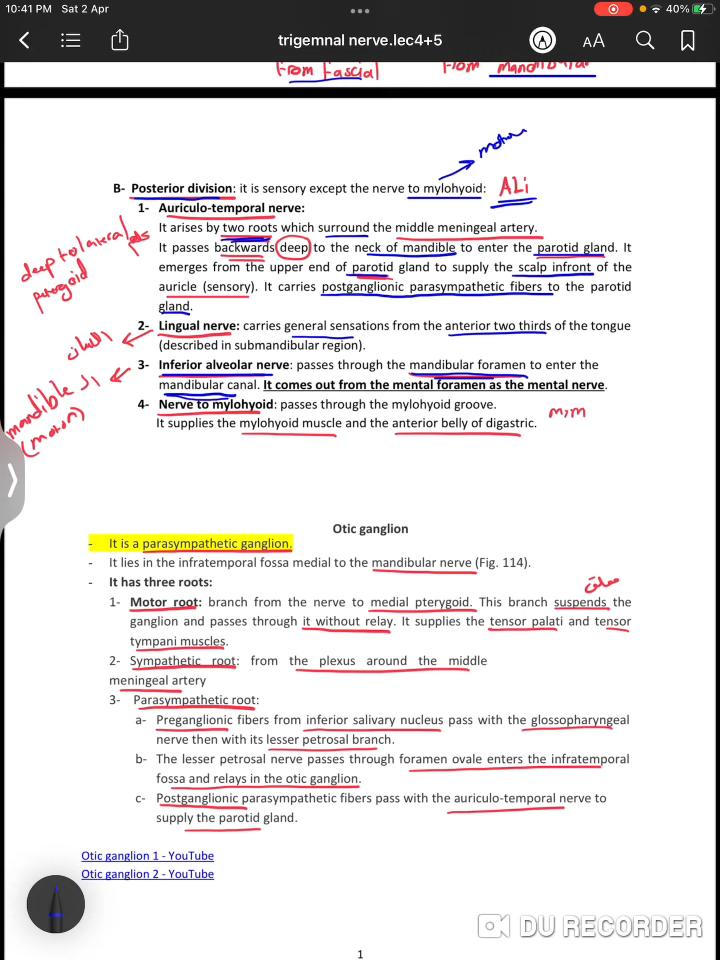 10:41 PM Sat 2 Apr
40%
trigemnal nerve.lec4+5
AA
From Fascial
From mandibular
motor
B- Posterior division: it is sensory except the nerve to mylohyoid:
ALi
1- Auriculo-temporal nerve:
It arises by two roots which surround the middle meningeal artery.
It passes backwards deep to the neck of mandible to enter the parotid gland. It
emerges from the upper end of parotid gland to supply the scalp infront of the
auricle (sensory). It carries postganglionic parasympathetic fibers to the parotid
gland.
deep to lateral
pterygoid
2- Lingual nerve: carries general sensations from the anterior two thirds of the tongue
(described in submandibular region).
اللسان
3- Inferior alveolar nerve: passes through the mandibular foramen to enter the
mandibular canal. It comes out from the mental foramen as the mental nerve.
mandible ال
(motor)
4- Nerve to mylohyoid: passes through the mylohyoid groove.
It supplies the mylohyoid muscle and the anterior belly of digastric.
m,m
Otic ganglion
- It is a parasympathetic ganglion.
- It lies in the infratemporal fossa medial to the mandibular nerve (Fig. 114).
- It has three roots:
1- Motor root: branch from the nerve to medial pterygoid. This branch suspends the
ganglion and passes through it without relay. It supplies the tensor palati and tensor
tympani muscles.
2- Sympathetic root: from the plexus around the middle
meningeal artery
3- Parasympathetic root:
a- Preganglionic fibers from inferior salivary nucleus pass with the glossopharyngeal
nerve then with its lesser petrosal branch.
b- The lesser petrosal nerve passes through foramen ovale enters the infratemporal
fossa and relays in the otic ganglion.
c- Postganglionic parasympathetic fibers pass with the auriculo-temporal nerve to
supply the parotid gland.
Otic ganglion 1 - YouTube
Otic ganglion 2 - YouTube
DU RECORDER
1